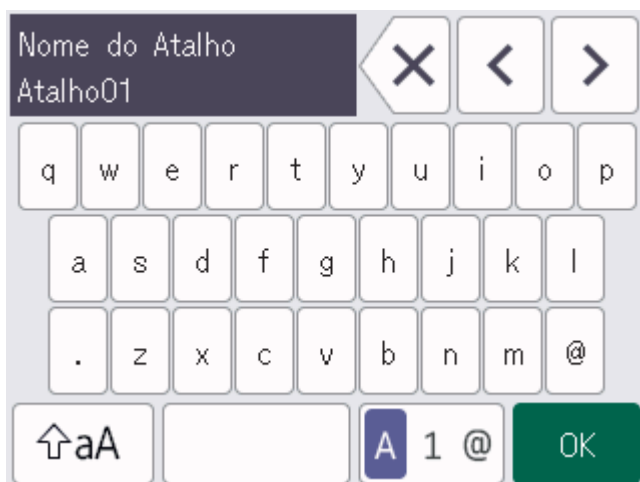 Nome do Atalho
Atalho01
q w e r t y u i o p
a s d f g h j k l
. z x c v b n m @
aA A 1 @ OK